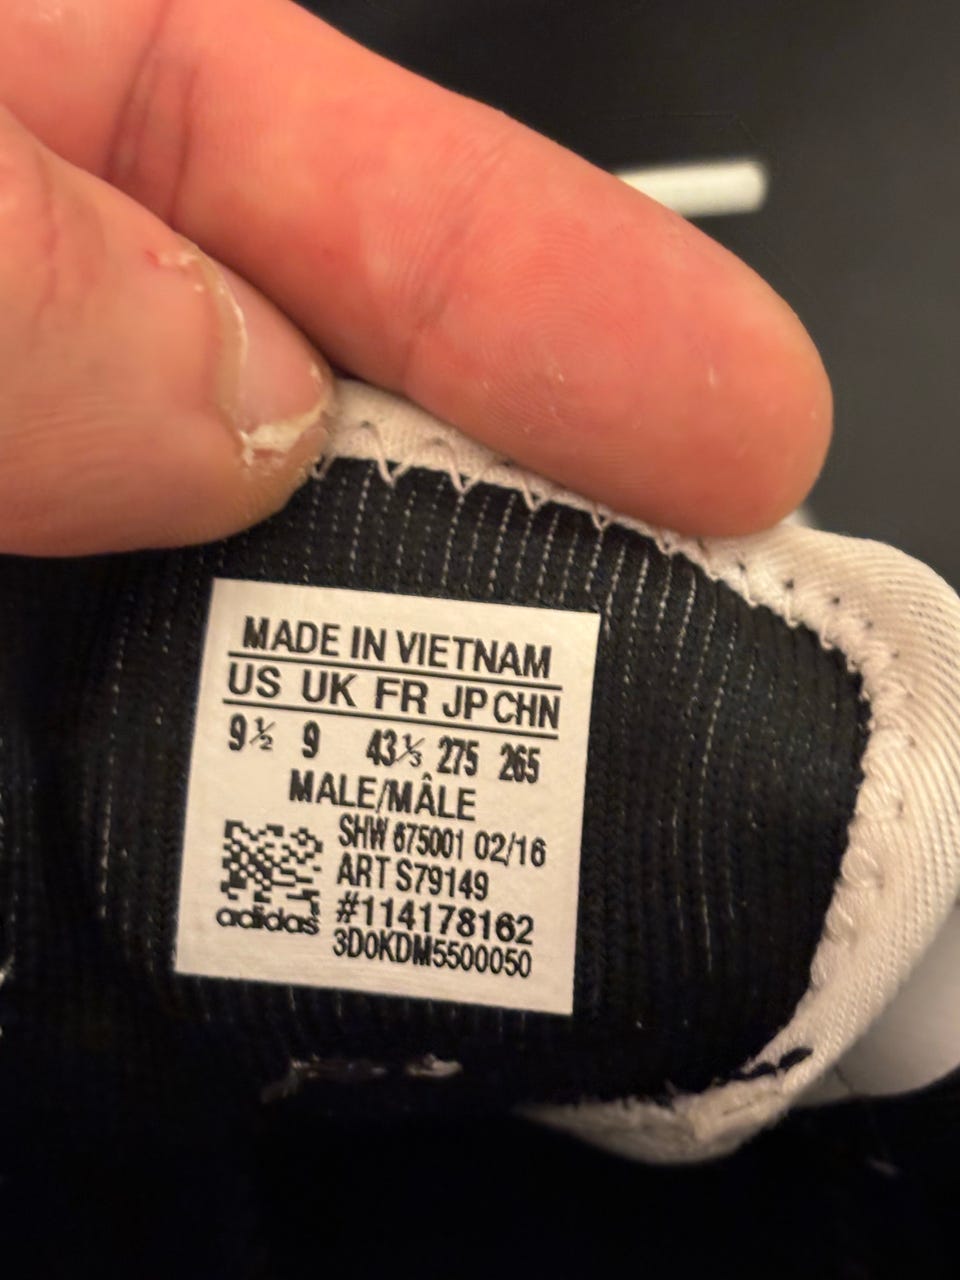 MADE IN VIETNAM
US UK FR JP CHN
9½ 9 43⅓ 275 265
MALE/MÂLE
SHW 675001 02/16
ART S79149
#114178162
3D0KDM5500050
adidas